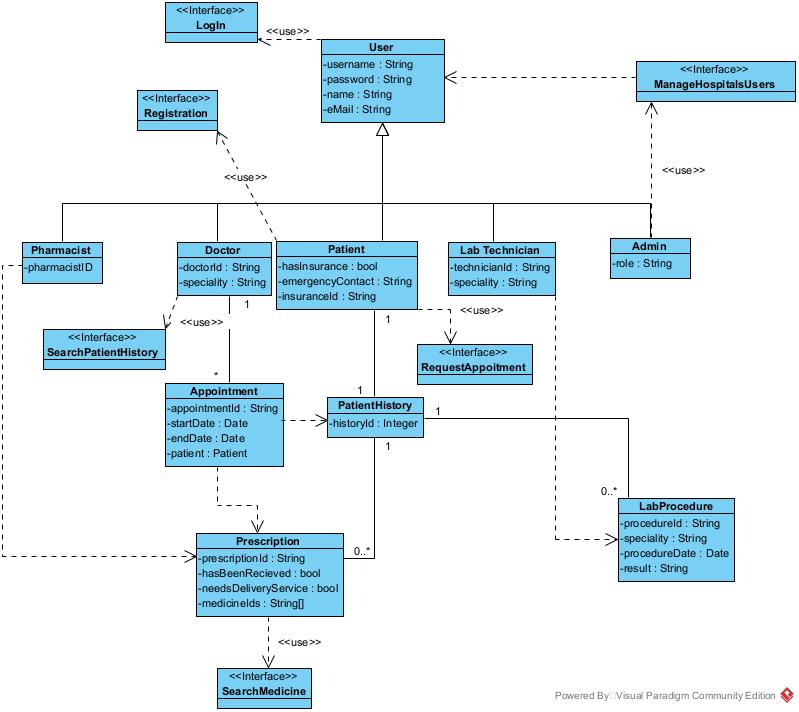 <<Interface>>
LogIn
<<use>>
User
-username : String
-password : String
-name : String
-eMail : String
<<Interface>>
ManageHospitalsUsers
<<Interface>>
Registration
<<use>>
<<use>>
Pharmacist
-pharmacistID
Doctor
-doctorId : String
-speciality : String
Patient
-hasInsurance : bool
-emergencyContact : String
-insuranceId : String
Lab Technician
-technicianId : String
-speciality : String
Admin
-role : String
1
<<use>>
1
<<use>>
<<Interface>>
SearchPatientHistory
<<Interface>>
RequestAppoitment
*
1
Appointment
-appointmentId : String
-startDate : Date
-endDate : Date
-patient : Patient
PatientHistory
-historyId : Integer
1
1
0..*
LabProcedure
-procedureId : String
-speciality : String
-procedureDate : Date
-result : String
Prescription
-prescriptionId : String
-hasBeenRecieved : bool
-needsDeliveryService : bool
-medicineIds : String[]
0..*
<<use>>
<<Interface>>
SearchMedicine
Powered By Visual Paradigm Community Edition